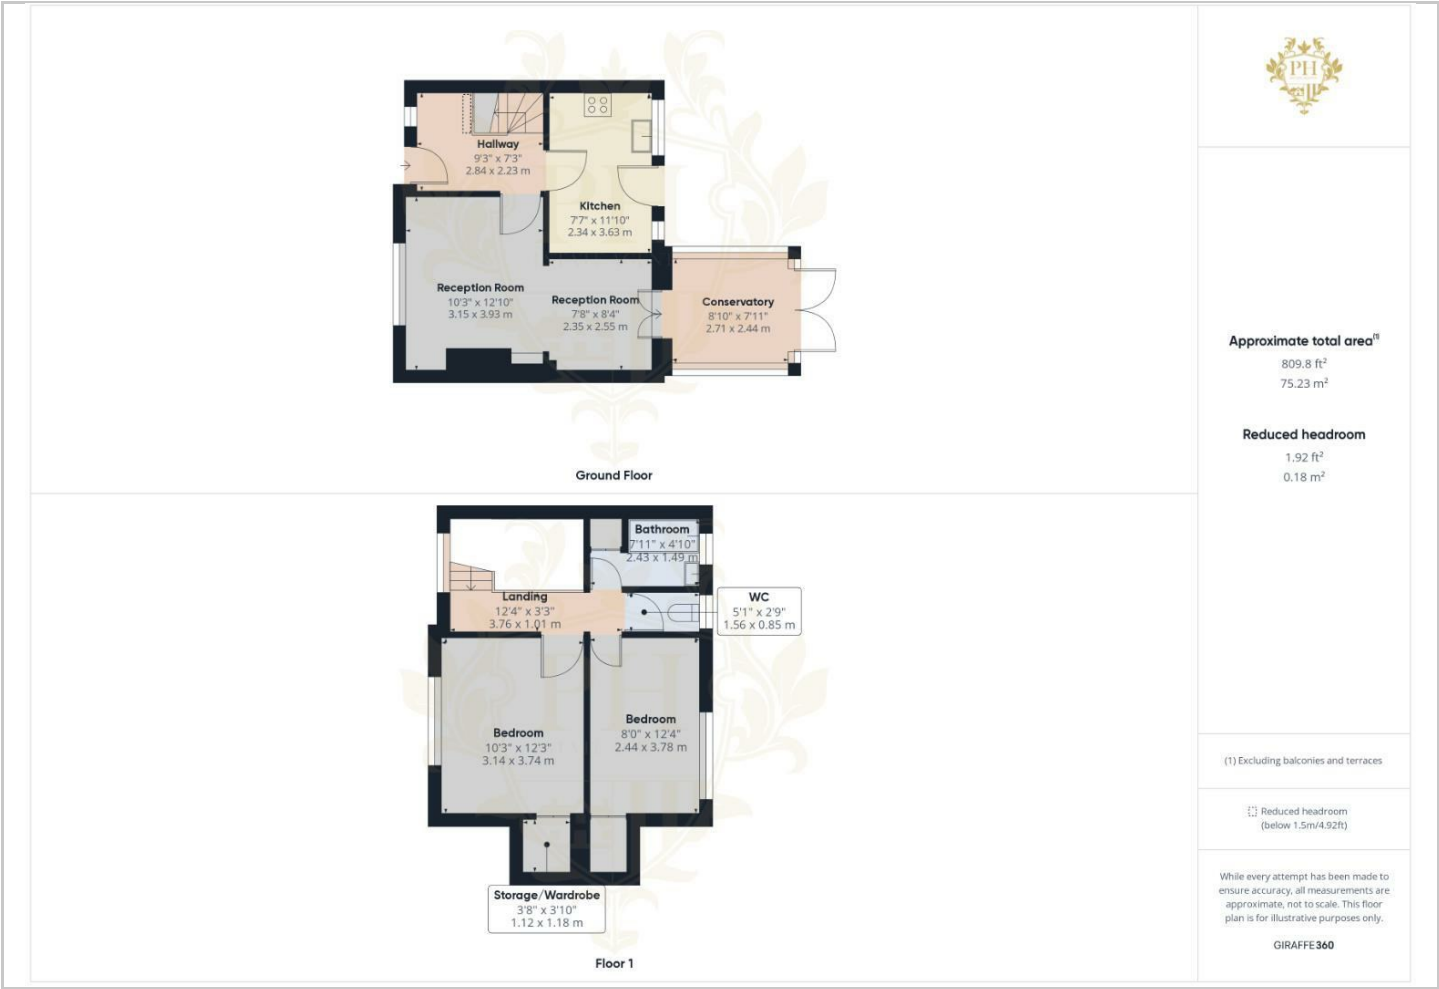 Hallway
9'3" x 7'3"
2.84 x 2.23 m
Kitchen
7'7" x 11'10"
2.34 x 3.63 m
Reception Room
10'3" x 12'10"
3.15 x 3.93 m
Reception Room
7'8" x 8'4"
2.35 x 2.55 m
Conservatory
8'10" x 7'11"
2.71 x 2.44 m
Ground Floor
Bathroom
7'11" x 4'10"
2.43 x 1.49 m
Landing
12'4" x 3'3"
3.76 x 1.01 m
WC
5'1" x 2'9"
1.56 x 0.85 m
Bedroom
10'3" x 12'3"
3.14 x 3.74 m
Bedroom
8'0" x 12'4"
2.44 x 3.78 m
Storage/Wardrobe
3'8" x 3'10"
1.12 x 1.18 m
Floor 1
PH
Approximate total area(1)
809.8 ft²
75.23 m²
Reduced headroom
1.92 ft²
0.18 m²
(1) Excluding balconies and terraces
Reduced headroom
(below 1.5m/4.92ft)
While every attempt has been made to
ensure accuracy, all measurements are
approximate, not to scale. This floor
plan is for illustrative purposes only.
GIRAFFE360